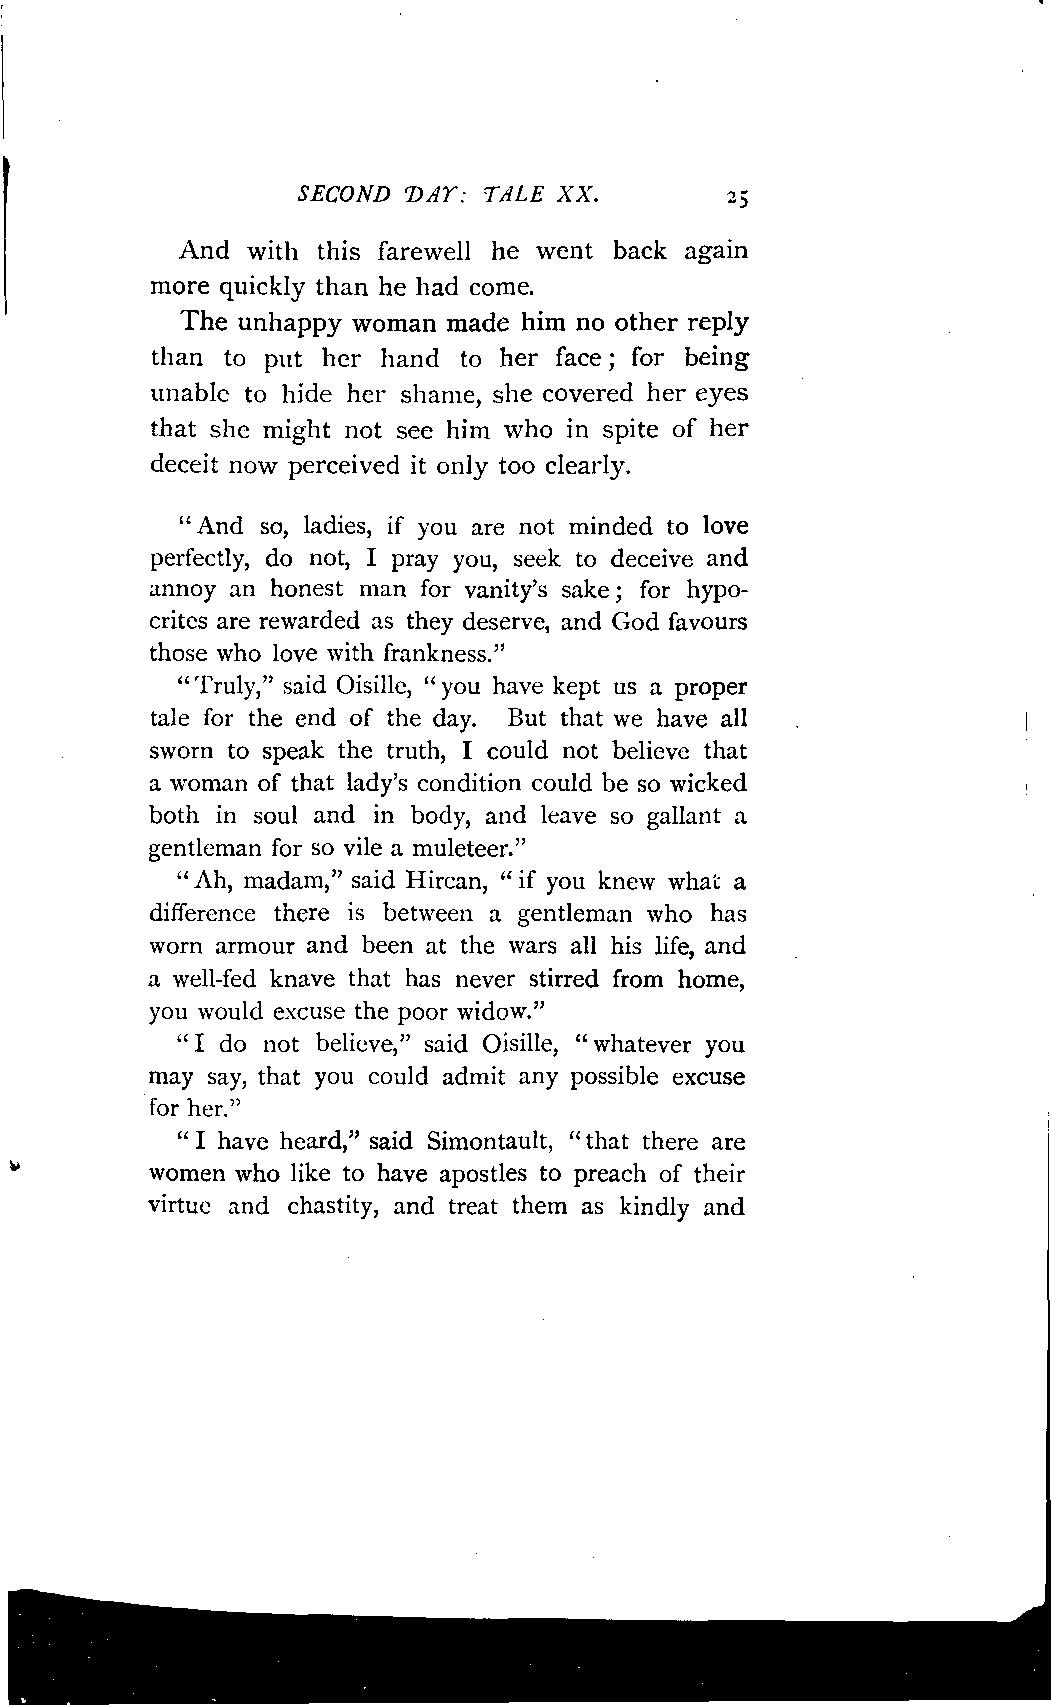 SECOND DAY: TALE XX. 25
And with this farewell he went back again
more quickly than he had come.
The unhappy woman made him no other reply
than to put her hand to her face; for being
unable to hide her shame, she covered her eyes
that she might not see him who in spite of her
deceit now perceived it only too clearly.
"And so, ladies, if you are not minded to love
perfectly, do not, I pray you, seek to deceive and
annoy an honest man for vanity's sake; for hypo-
crites are rewarded as they deserve, and God favours
those who love with frankness."
"Truly," said Oisille, "you have kept us a proper
tale for the end of the day. But that we have all
sworn to speak the truth, I could not believe that
a woman of that lady's condition could be so wicked
both in soul and in body, and leave so gallant a
gentleman for so vile a muleteer."
"Ah, madam," said Hircan, "if you knew what a
difference there is between a gentleman who has
worn armour and been at the wars all his life, and
a well-fed knave that has never stirred from home,
you would excuse the poor widow."
"I do not believe," said Oisille, "whatever you
may say, that you could admit any possible excuse
for her."
"I have heard," said Simontault, "that there are
women who like to have apostles to preach of their
virtue and chastity, and treat them as kindly and